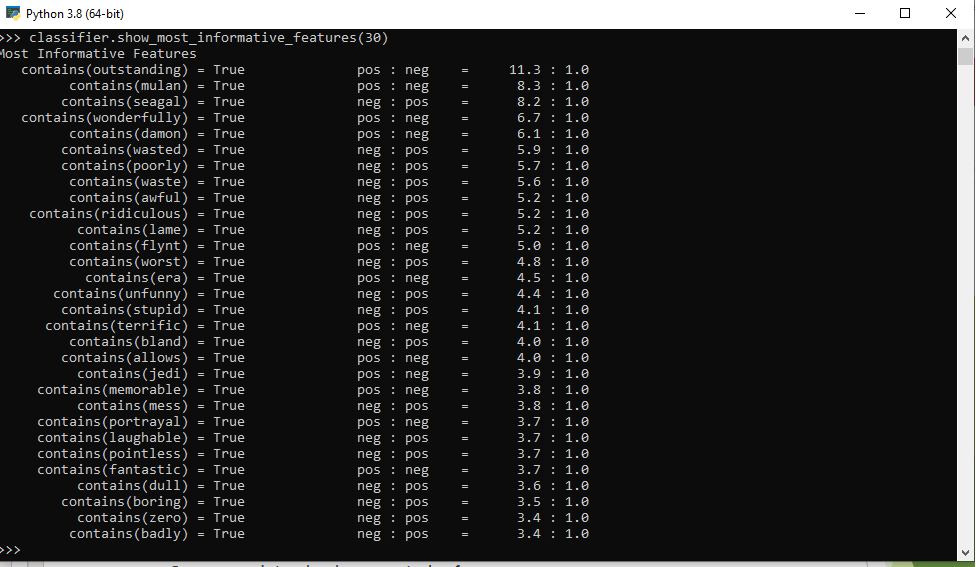 Python 3.8 (64-bit)
>>> classifier.show_most_informative_features(30)
Most Informative Features
contains(outstanding) = True pos : neg = 11.3 : 1.0
contains(mulan) = True pos : neg = 8.3 : 1.0
contains(seagal) = True neg : pos = 8.2 : 1.0
contains(wonderfully) = True pos : neg = 6.7 : 1.0
contains(damon) = True pos : neg = 6.1 : 1.0
contains(wasted) = True neg : pos = 5.9 : 1.0
contains(poorly) = True neg : pos = 5.7 : 1.0
contains(waste) = True neg : pos = 5.6 : 1.0
contains(awful) = True neg : pos = 5.2 : 1.0
contains(ridiculous) = True neg : pos = 5.2 : 1.0
contains(lame) = True neg : pos = 5.2 : 1.0
contains(flynt) = True pos : neg = 5.0 : 1.0
contains(worst) = True neg : pos = 4.8 : 1.0
contains(era) = True pos : neg = 4.5 : 1.0
contains(unfunny) = True neg : pos = 4.4 : 1.0
contains(stupid) = True neg : pos = 4.1 : 1.0
contains(terrific) = True pos : neg = 4.1 : 1.0
contains(bland) = True neg : pos = 4.0 : 1.0
contains(allows) = True pos : neg = 4.0 : 1.0
contains(jedi) = True pos : neg = 3.9 : 1.0
contains(memorable) = True pos : neg = 3.8 : 1.0
contains(mess) = True neg : pos = 3.8 : 1.0
contains(portrayal) = True pos : neg = 3.7 : 1.0
contains(laughable) = True neg : pos = 3.7 : 1.0
contains(pointless) = True neg : pos = 3.7 : 1.0
contains(fantastic) = True pos : neg = 3.7 : 1.0
contains(dull) = True neg : pos = 3.6 : 1.0
contains(boring) = True neg : pos = 3.5 : 1.0
contains(zero) = True neg : pos = 3.4 : 1.0
contains(badly) = True neg : pos = 3.4 : 1.0
>>>